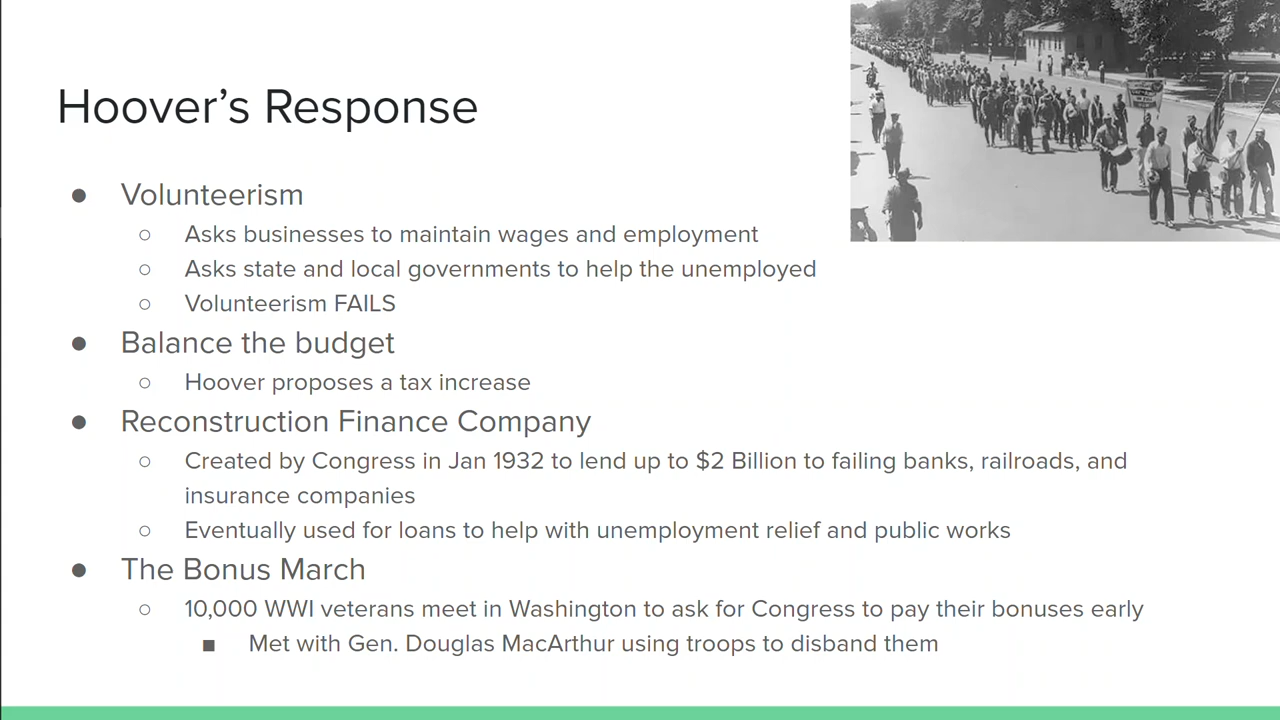 Hoover’s Response
● Volunteerism
○ Asks businesses to maintain wages and employment
○ Asks state and local governments to help the unemployed
○ Volunteerism FAILS
● Balance the budget
○ Hoover proposes a tax increase
● Reconstruction Finance Company
○ Created by Congress in Jan 1932 to lend up to $2 Billion to failing banks, railroads, and
insurance companies
○ Eventually used for loans to help with unemployment relief and public works
● The Bonus March
○ 10,000 WWI veterans meet in Washington to ask for Congress to pay their bonuses early
■ Met with Gen. Douglas MacArthur using troops to disband them